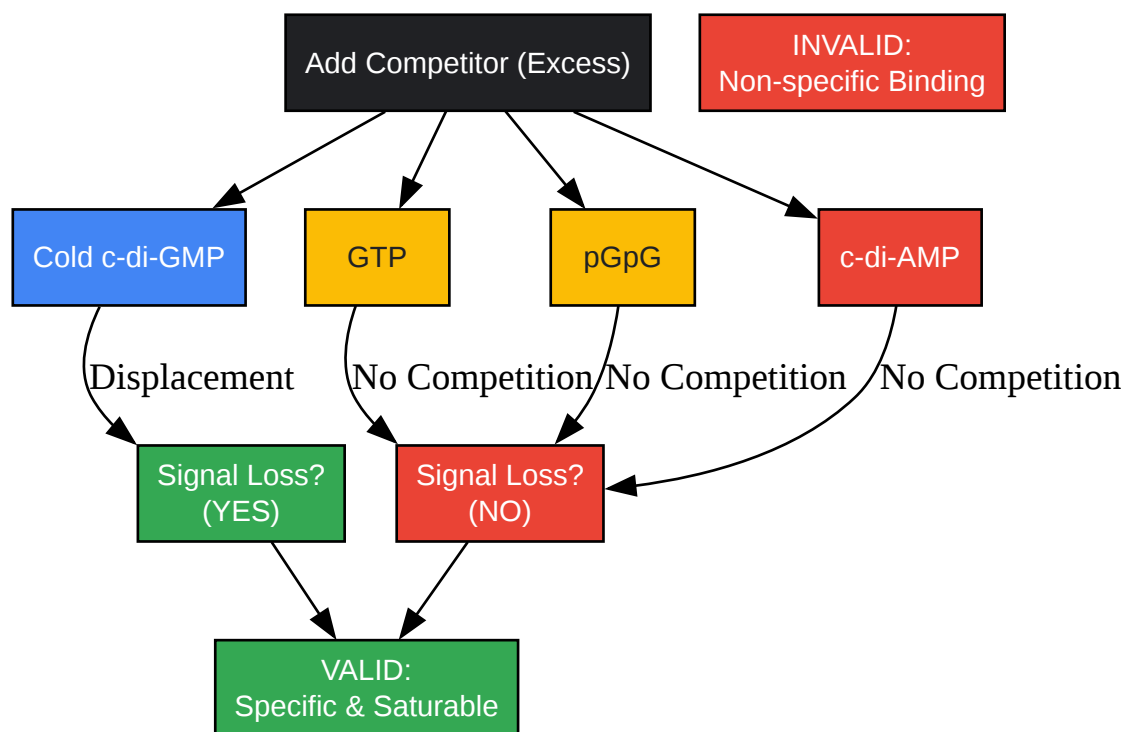 Add Competitor (Excess)
INVALID:
Non-specific Binding
Cold c-di-GMP
GTP
pGpG
c-di-AMP
Displacement
No Competition
No Competition
No Competition
Signal Loss?
(YES)
Signal Loss?
(NO)
VALID:
Specific & Saturable